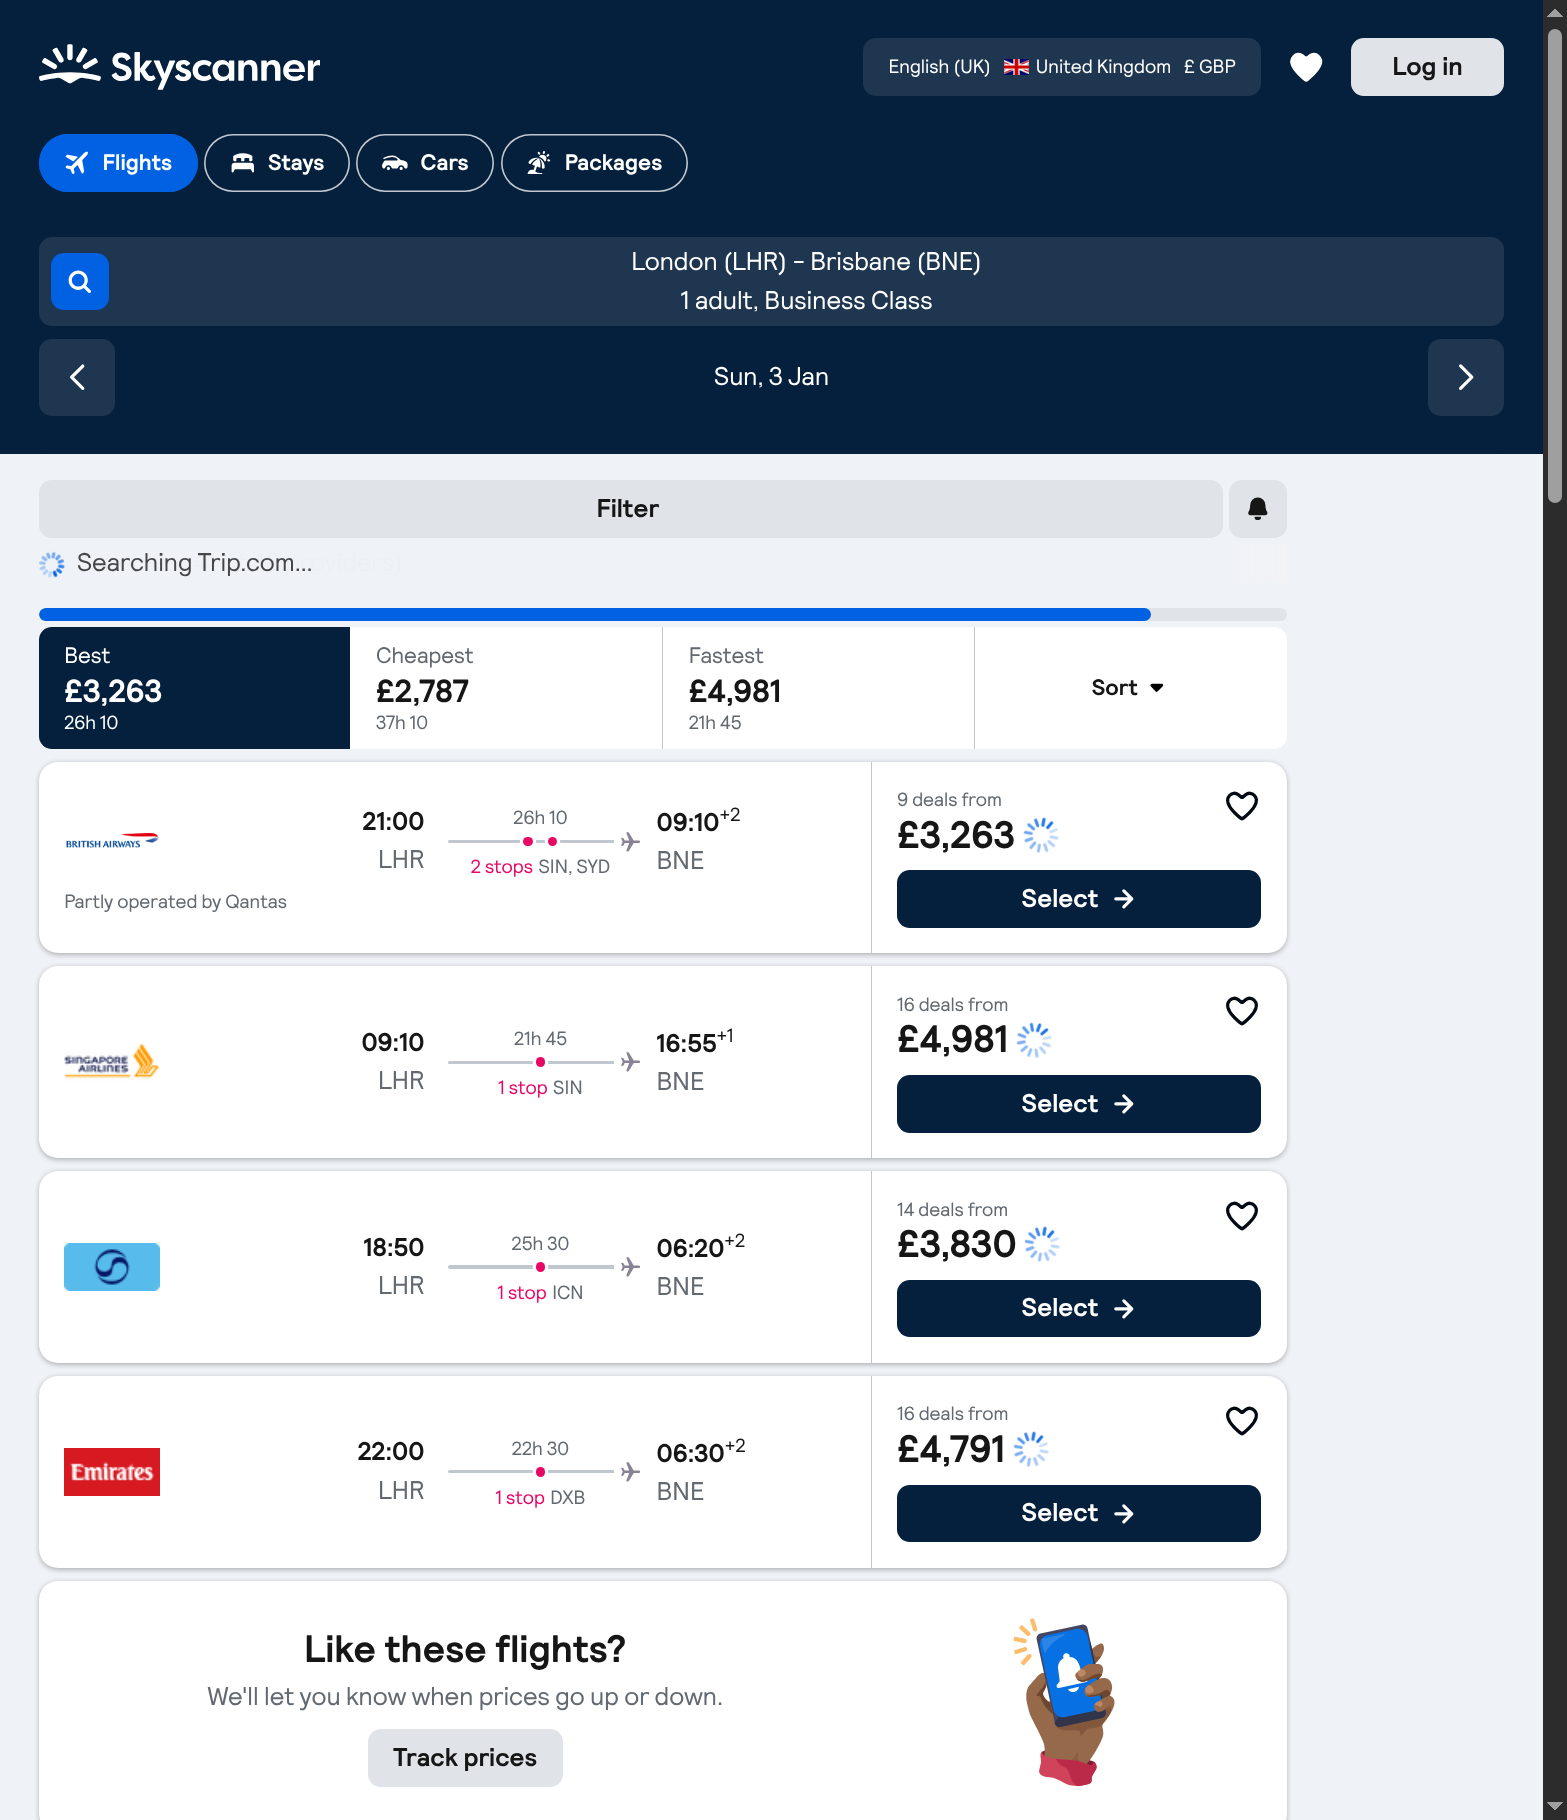 Skyscanner
English (UK) United Kingdom £ GBP
Log in
Flights
Stays
Cars
Packages
London (LHR) - Brisbane (BNE)
1 adult, Business Class
Sun, 3 Jan
Filter
Searching Trip.com...
Best
£3,263
26h 10
Cheapest
£2,787
37h 10
Fastest
£4,981
21h 45
Sort
BRITISH AIRWAYS
Partly operated by Qantas
21:00
LHR
26h 10
2 stops SIN, SYD
09:10+2
BNE
9 deals from
£3,263
Select
SINGAPORE AIRLINES
09:10
LHR
21h 45
1 stop SIN
16:55+1
BNE
16 deals from
£4,981
Select
18:50
LHR
25h 30
1 stop ICN
06:20+2
BNE
14 deals from
£3,830
Select
Emirates
22:00
LHR
22h 30
1 stop DXB
06:30+2
BNE
16 deals from
£4,791
Select
Like these flights?
We'll let you know when prices go up or down.
Track prices